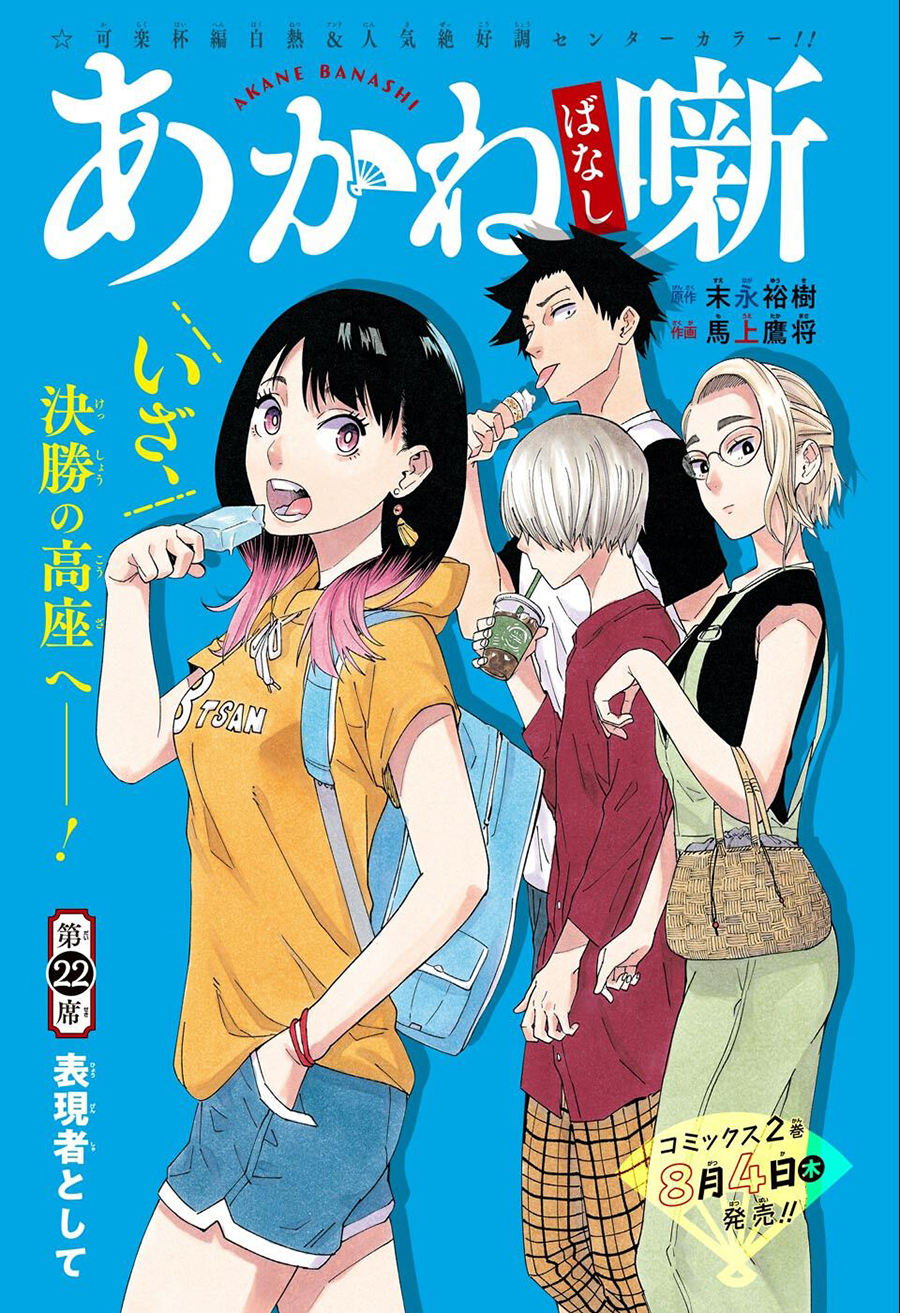 ☆可楽杯編白熱&人気絶好調センターカラー!!
AKANE BANASHI
あかね噺
ばなし
原作 末永裕樹
作画 馬上鷹将
いざ、
決勝の高座へ――!
BTSAN
第22席
表現者として
コミックス2巻
8月4日木
発売!!